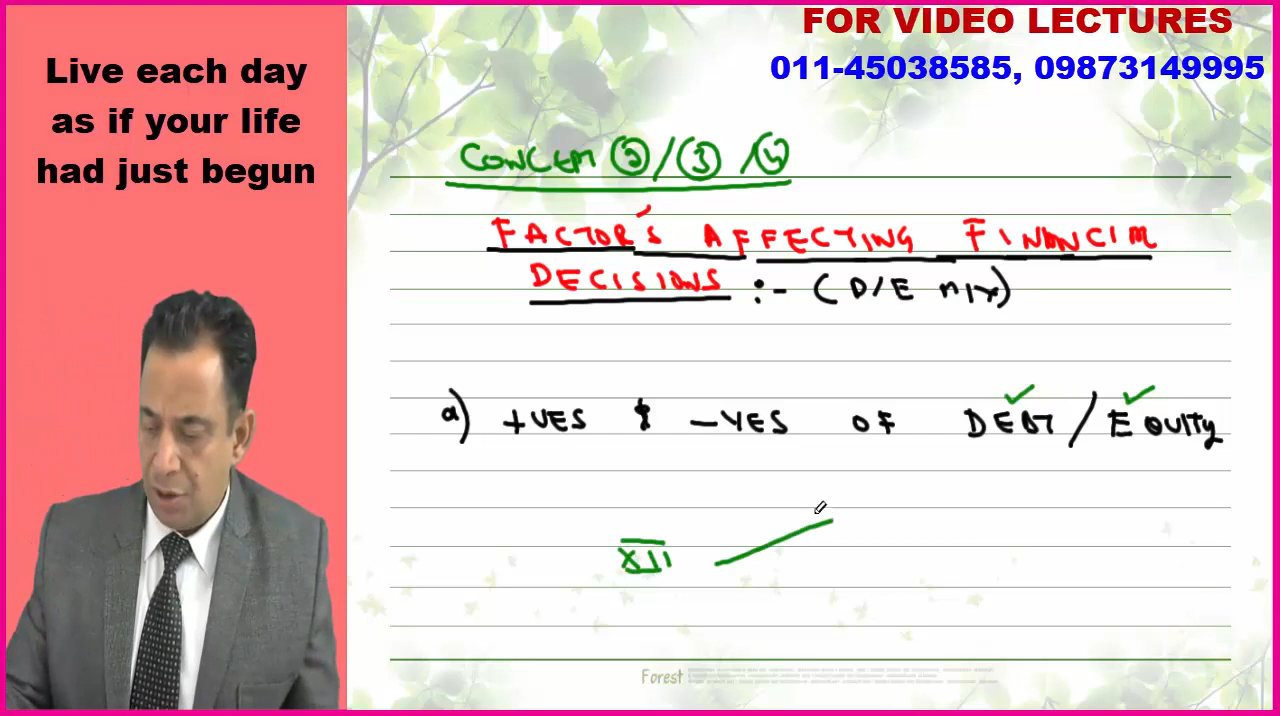 FOR VIDEO LECTURES
011-45038585, 09873149995
Live each day
as if your life
had just begun
CONCEPT ② / ③ / ④
FACTOR'S AFFECTING FINANCIAL
DECISIONS :- (D/E MIX)
a) +VES & -VES OF DEBT / EQUITY
XII
Forest